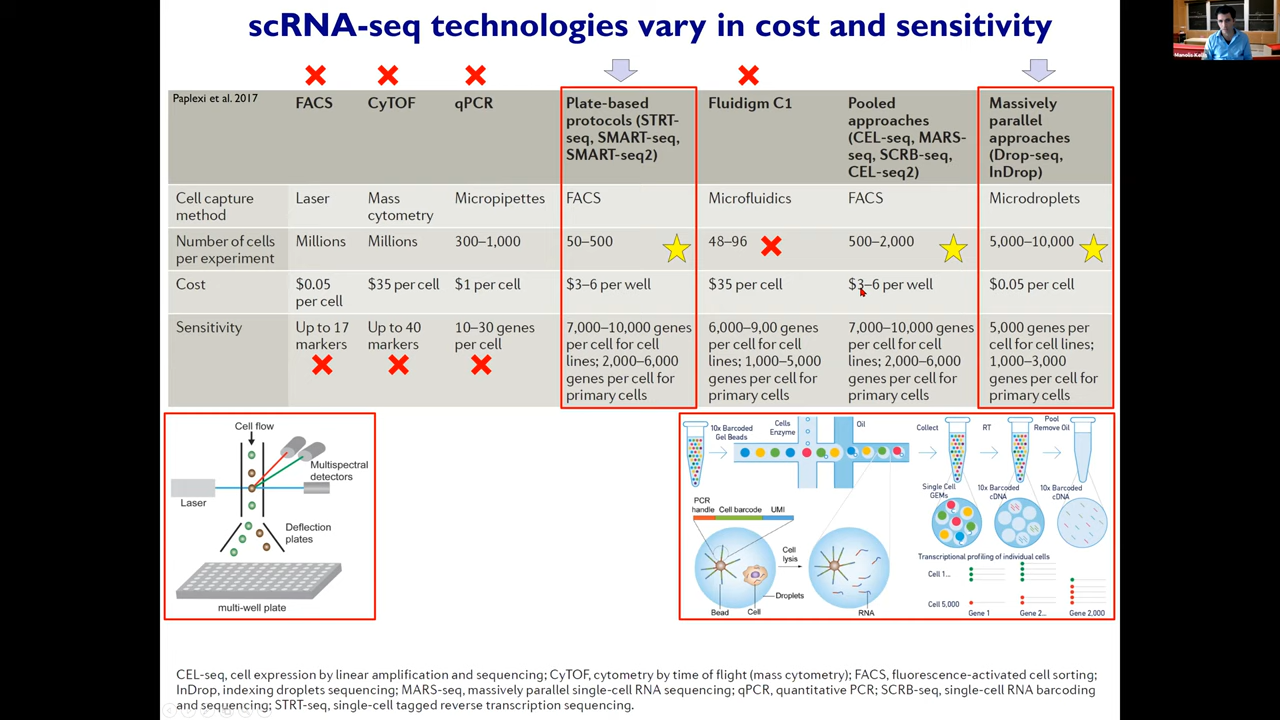 scRNA-seq technologies vary in cost and sensitivity
Paplexi et al. 2017
FACS
CyTOF
qPCR
Plate-based
protocols (STRT-
seq, SMART-seq,
SMART-seq2)
Fluidigm C1
Pooled
approaches
(CEL-seq, MARS-
seq, SCRB-seq,
CEL-seq2)
Massively
parallel
approaches
(Drop-seq,
InDrop)
Cell capture
method
Laser
Mass
cytometry
Micropipettes
FACS
Microfluidics
FACS
Microdroplets
Number of cells
per experiment
Millions
Millions
300–1,000
50–500
48–96
500–2,000
5,000–10,000
Cost
$0.05
per cell
$35 per cell
$1 per cell
$3–6 per well
$35 per cell
$3–6 per well
$0.05 per cell
Sensitivity
Up to 17
markers
Up to 40
markers
10–30 genes
per cell
7,000–10,000 genes
per cell for cell
lines; 2,000–6,000
genes per cell for
primary cells
6,000–9,00 genes
per cell for cell
lines; 1,000–5,000
genes per cell for
primary cells
7,000–10,000 genes
per cell for cell
lines; 2,000–6,000
genes per cell for
primary cells
5,000 genes per
cell for cell lines;
1,000–3,000
genes per cell for
primary cells
Cell flow
Multispectral
detectors
Laser
Deflection
plates
multi-well plate
10x Barcoded
Gel Beads
Cells
Enzyme
Oil
Collect
RT
Pool
Remove Oil
Single Cell
GEMs
10x Barcoded
cDNA
10x Barcoded
cDNA
PCR
handle
Cell barcode
UMI
Cell
lysis
Droplets
Bead
Cell
RNA
Transcriptional profiling of individual cells
Cell 1...
Cell 5,000
Gene 1
Gene 2...
Gene 2,000
CEL-seq, cell expression by linear amplification and sequencing; CyTOF, cytometry by time of flight (mass cytometry); FACS, fluorescence-activated cell sorting;
InDrop, indexing droplets sequencing; MARS-seq, massively parallel single-cell RNA sequencing; qPCR, quantitative PCR; SCRB-seq, single-cell RNA barcoding
and sequencing; STRT-seq, single-cell tagged reverse transcription sequencing.
Manolis